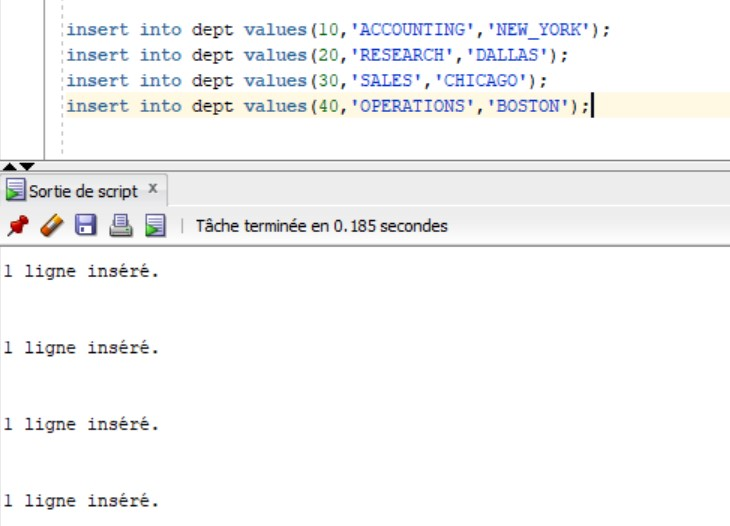 insert into dept values(10,'ACCOUNTING','NEW_YORK');
insert into dept values(20,'RESEARCH','DALLAS');
insert into dept values(30,'SALES','CHICAGO');
insert into dept values(40,'OPERATIONS','BOSTON');
Sortie de script x
Tâche terminée en 0.185 secondes
1 ligne inséré.
1 ligne inséré.
1 ligne inséré.
1 ligne inséré.